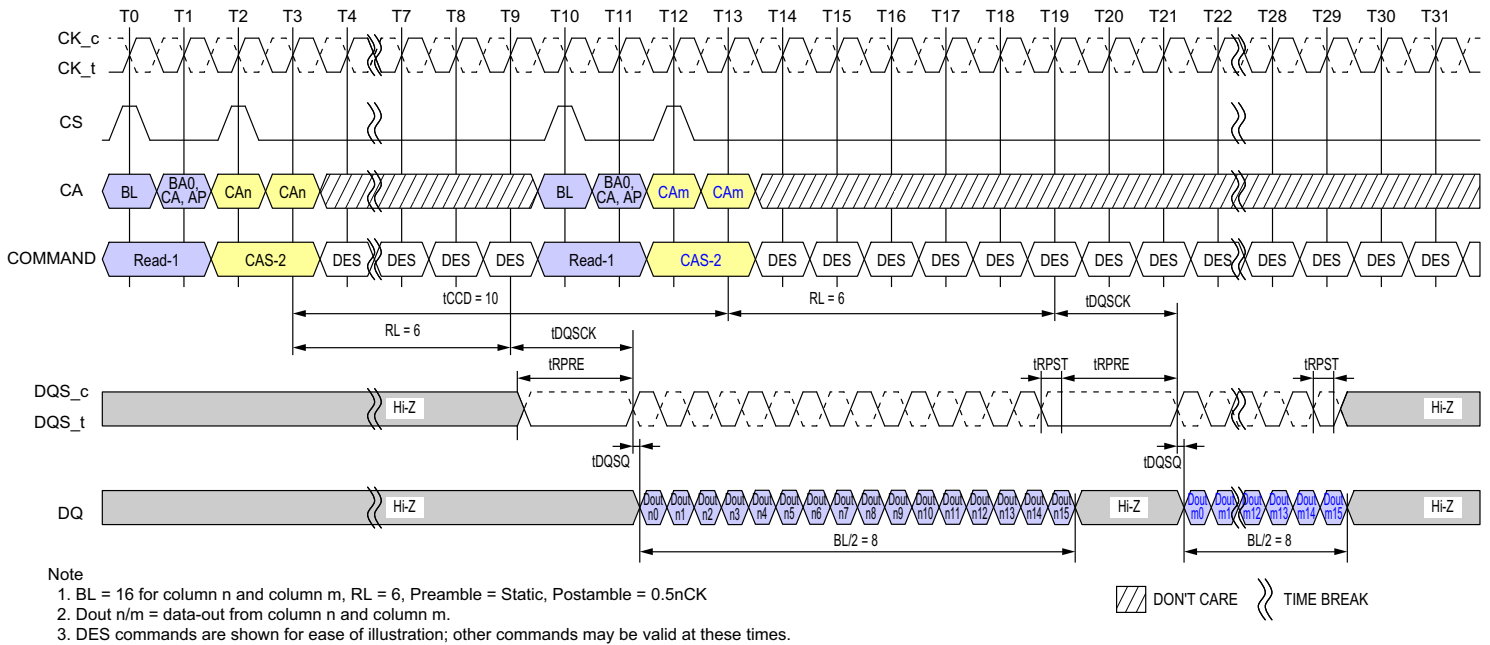 T0 T1 T2 T3 T4 T7 T8 T9 T10 T11 T12 T13 T14 T15 T16 T17 T18 T19 T20 T21 T22 T28 T29 T30 T31
CK_c
CK_t
CS
CA BL BA0, CA, AP CAn CAn BL BA0, CA, AP CAm CAm
COMMAND Read-1 CAS-2 DES DES DES DES Read-1 CAS-2 DES DES DES DES DES DES DES DES DES DES DES DES DES
tCCD = 10 RL = 6 tDQSCK
RL = 6 tDQSCK
tRPRE tRPST tRPRE tRPST
DQS_c
DQS_t
Hi-Z Hi-Z
tDQSQ tDQSQ
DQ Hi-Z Dout n0 Dout n1 Dout n2 Dout n3 Dout n4 Dout n5 Dout n6 Dout n7 Dout n8 Dout n9 Dout n10 Dout n11 Dout n12 Dout n13 Dout n14 Dout n15 Hi-Z Dout m0 Dout m1 Dout m12 Dout m13 Dout m14 Dout m15 Hi-Z
BL/2 = 8 BL/2 = 8
Note
1. BL = 16 for column n and column m, RL = 6, Preamble = Static, Postamble = 0.5nCK
2. Dout n/m = data-out from column n and column m.
3. DES commands are shown for ease of illustration; other commands may be valid at these times.
DON'T CARE TIME BREAK